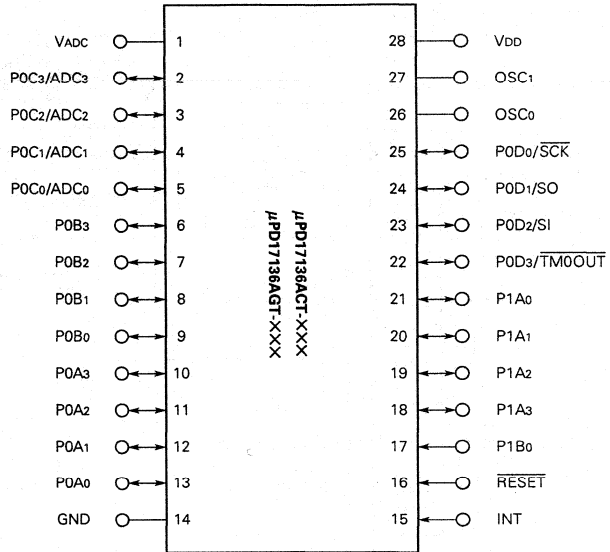 VADC 1 28 VDD
P0C3/ADC3 2 27 OSC1
P0C2/ADC2 3 26 OSC0
P0C1/ADC1 4 25 P0D0/S̅C̅K̅
P0C0/ADC0 5 24 P0D1/SO
P0B3 6 23 P0D2/SI
P0B2 7 22 P0D3/T̅M̅0̅O̅U̅T̅
P0B1 8 21 P1A0
P0B0 9 20 P1A1
P0A3 10 19 P1A2
P0A2 11 18 P1A3
P0A1 12 17 P1B0
P0A0 13 16 R̅E̅S̅E̅T̅
GND 14 15 INT
μPD17136ACT-XXX
μPD17136AGT-XXX